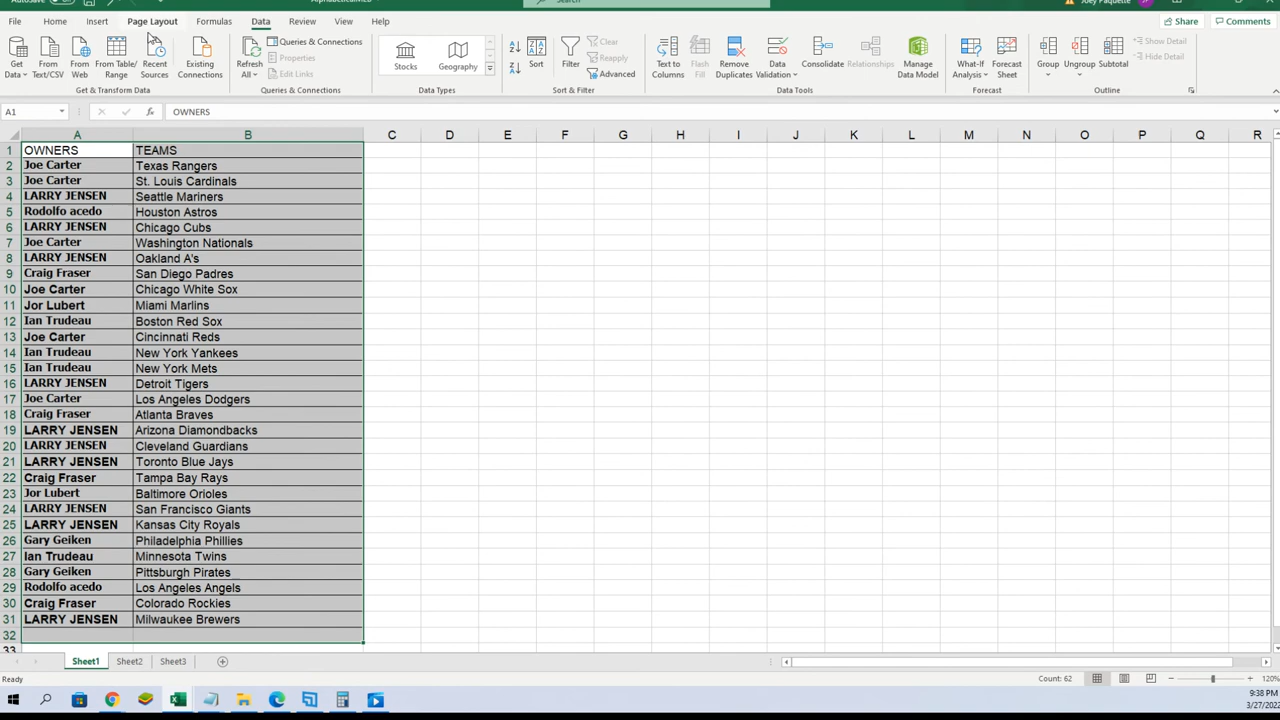 AutoSave
Search
Joey Paquette JP
File Home Insert Page Layout Formulas Data Review View Help Share Comments
Get Data From Text/CSV From Web From Table/ Range Recent Sources Existing Connections
Refresh All Queries & Connections Properties Edit Links
Stocks Geography
Sort Filter Clear Reapply Advanced
Text to Columns Flash Fill Remove Duplicates Data Validation Consolidate Relationships Manage Data Model
What-If Analysis Forecast Sheet
Group Ungroup Subtotal Show Detail Hide Detail
Get & Transform Data Queries & Connections Data Types Sort & Filter Data Tools Forecast Outline
A1 fx OWNERS
A B C D E F G H I J K L M N O P Q R
1 OWNERS TEAMS
2 Joe Carter Texas Rangers
3 Joe Carter St. Louis Cardinals
4 LARRY JENSEN Seattle Mariners
5 Rodolfo acedo Houston Astros
6 LARRY JENSEN Chicago Cubs
7 Joe Carter Washington Nationals
8 LARRY JENSEN Oakland A's
9 Craig Fraser San Diego Padres
10 Joe Carter Chicago White Sox
11 Jor Lubert Miami Marlins
12 Ian Trudeau Boston Red Sox
13 Joe Carter Cincinnati Reds
14 Ian Trudeau New York Yankees
15 Ian Trudeau New York Mets
16 LARRY JENSEN Detroit Tigers
17 Joe Carter Los Angeles Dodgers
18 Craig Fraser Atlanta Braves
19 LARRY JENSEN Arizona Diamondbacks
20 LARRY JENSEN Cleveland Guardians
21 LARRY JENSEN Toronto Blue Jays
22 Craig Fraser Tampa Bay Rays
23 Jor Lubert Baltimore Orioles
24 LARRY JENSEN San Francisco Giants
25 LARRY JENSEN Kansas City Royals
26 Gary Geiken Philadelphia Phillies
27 Ian Trudeau Minnesota Twins
28 Gary Geiken Pittsburgh Pirates
29 Rodolfo acedo Los Angeles Angels
30 Craig Fraser Colorado Rockies
31 LARRY JENSEN Milwaukee Brewers
32
33
Sheet1 Sheet2 Sheet3
Ready Count: 62 120%
9:38 PM
3/27/202